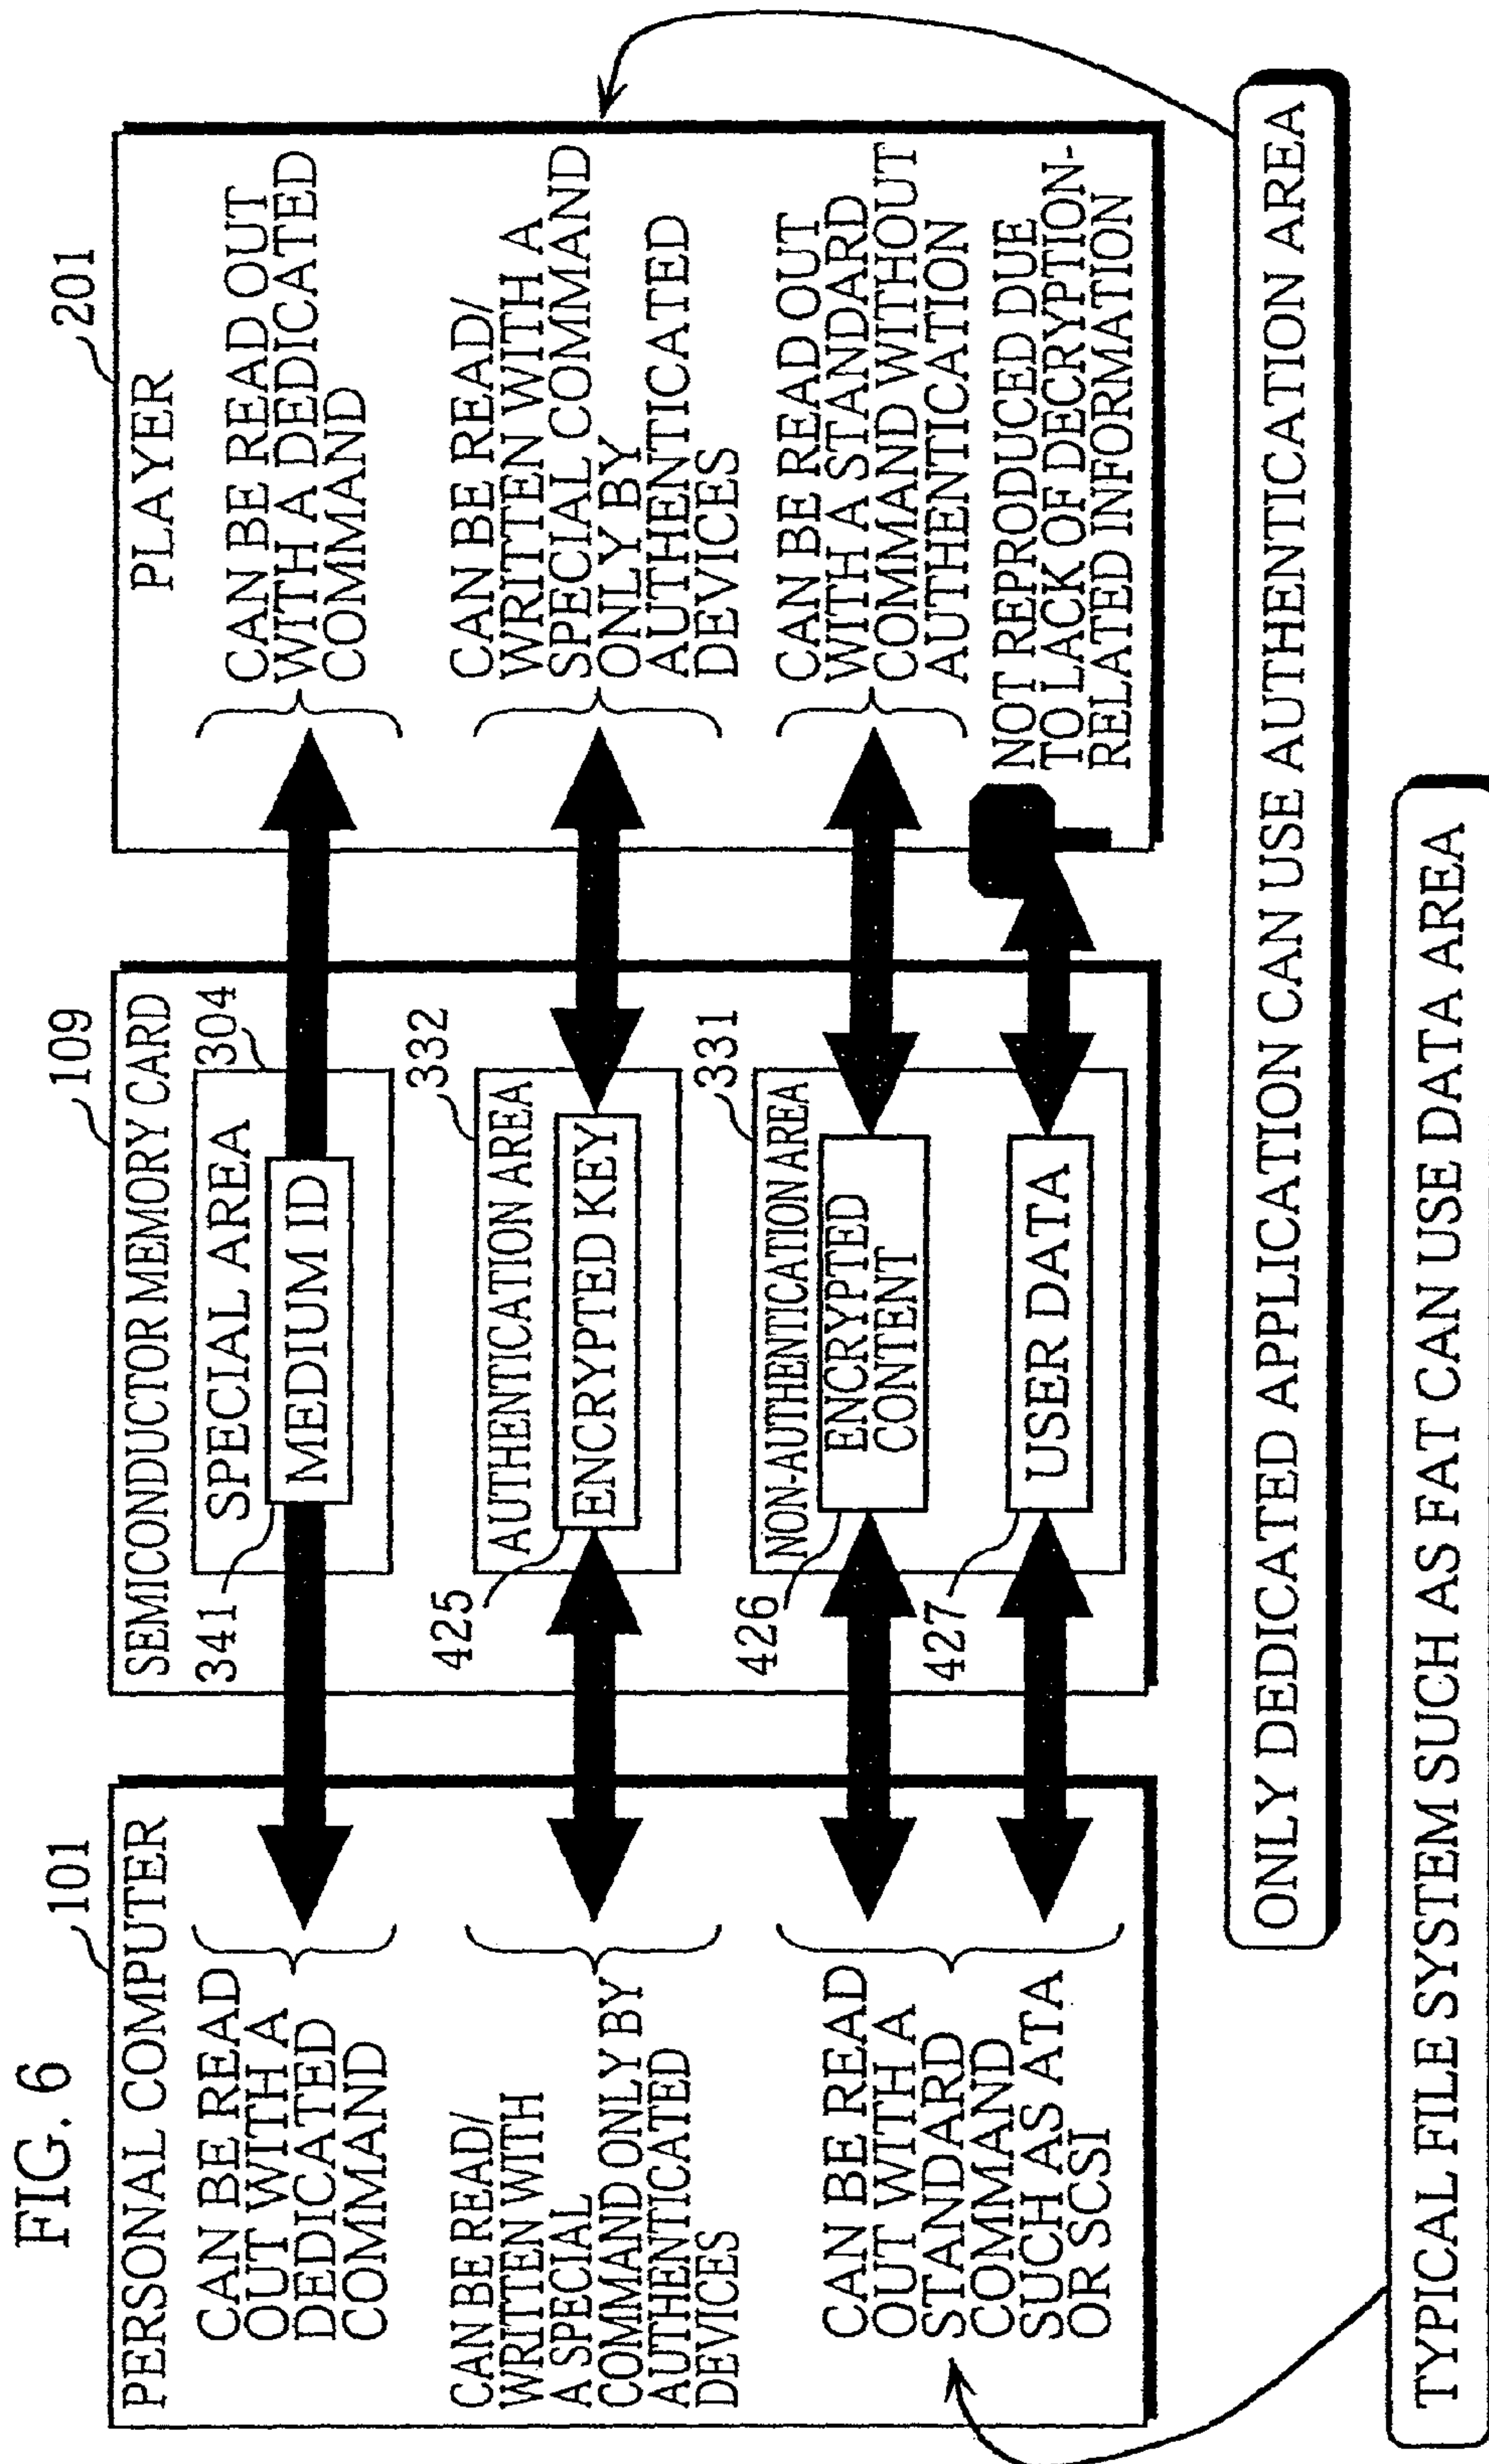 FIG. 6
101
PERSONAL COMPUTER
CAN BE READ
OUT WITH A
DEDICATED
COMMAND
CAN BE READ/
WRITTEN WITH
A SPECIAL
COMMAND ONLY BY
AUTHENTICATED
DEVICES
CAN BE READ
OUT WITH A
STANDARD
COMMAND
SUCH AS ATA
OR SCSI
109
SEMICONDUCTOR MEMORY CARD
341
304
SPECIAL AREA
MEDIUM ID
425
332
AUTHENTICATION AREA
ENCRYPTED KEY
426
331
NON-AUTHENTICATION AREA
ENCRYPTED
CONTENT
427
USER DATA
201
PLAYER
CAN BE READ OUT
WITH A DEDICATED
COMMAND
CAN BE READ/
WRITTEN WITH A
SPECIAL COMMAND
ONLY BY
AUTHENTICATED
DEVICES
CAN BE READ OUT
WITH A STANDARD
COMMAND WITHOUT
AUTHENTICATION
NOT REPRODUCED DUE
TO LACK OF DECRYPTION-
RELATED INFORMATION
ONLY DEDICATED APPLICATION CAN USE AUTHENTICATION AREA
TYPICAL FILE SYSTEM SUCH AS FAT CAN USE DATA AREA